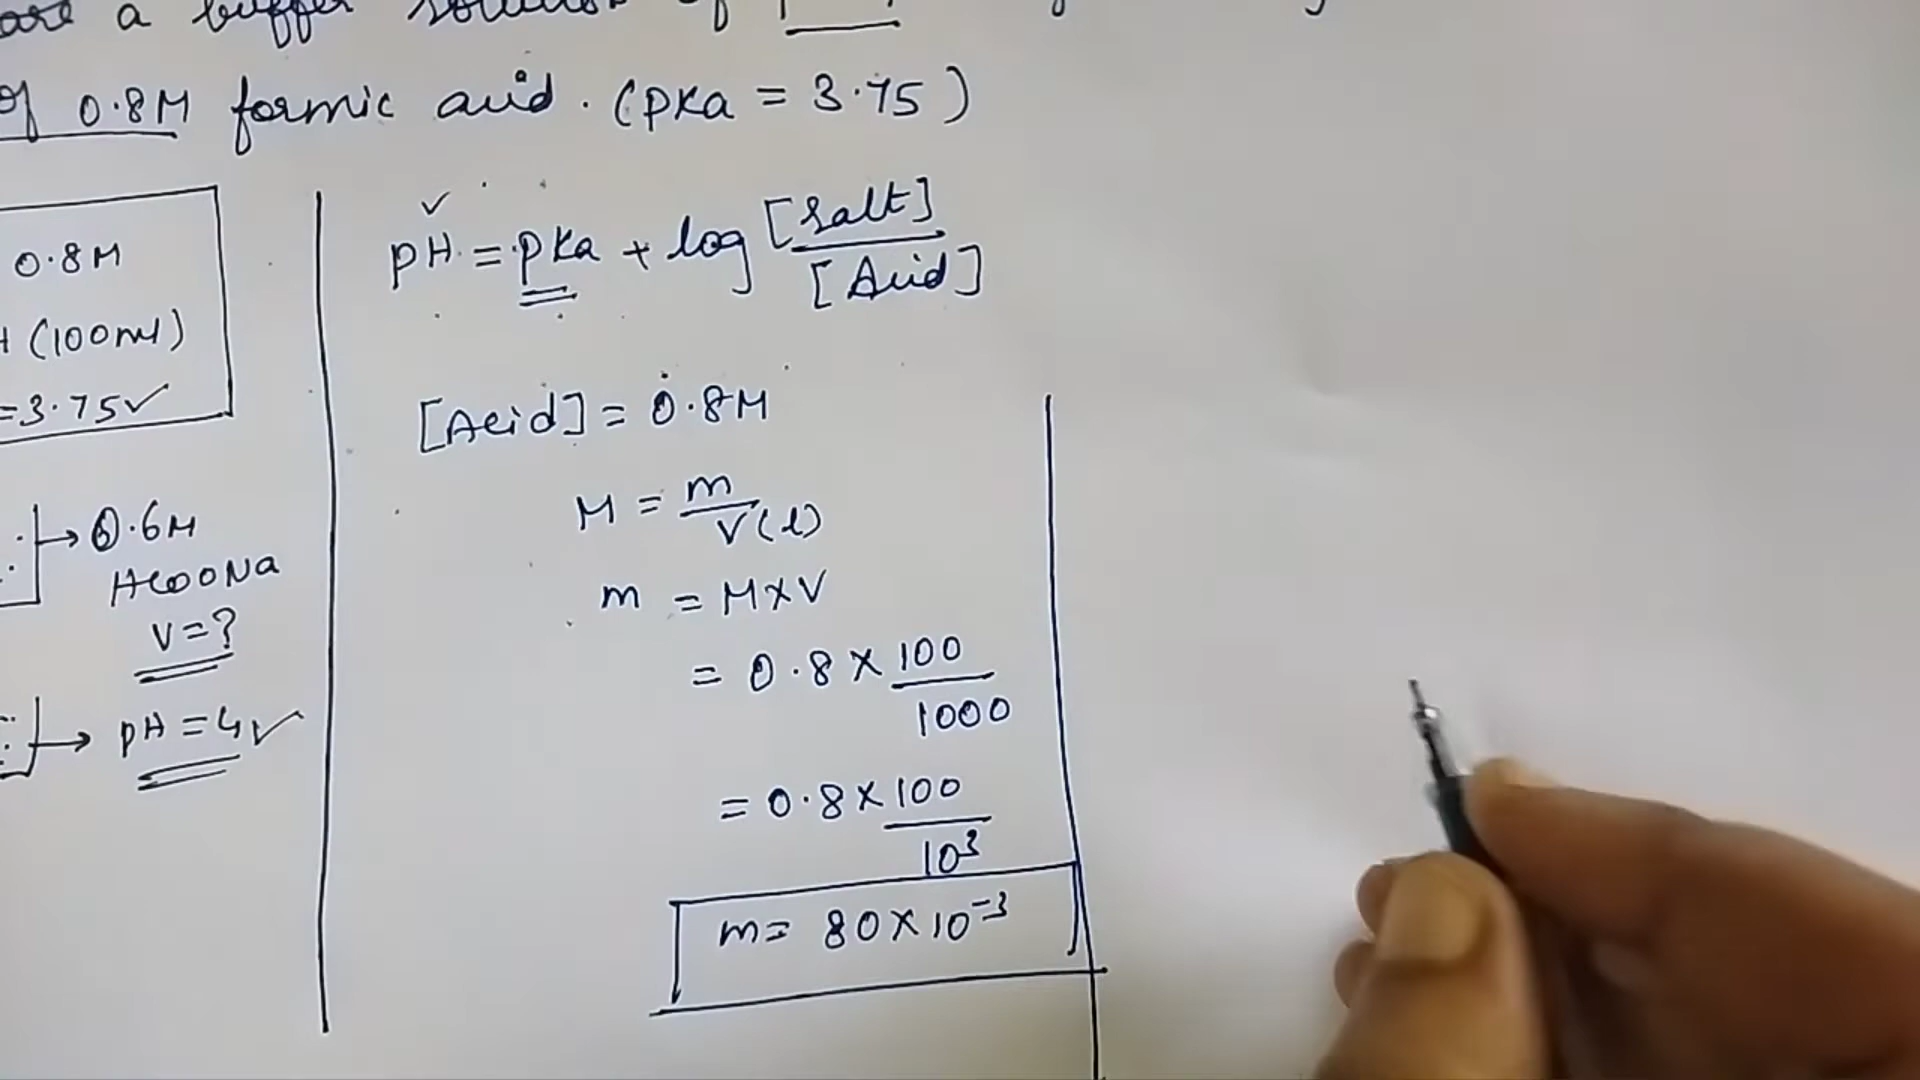 a buffer solution of
of 0.8M formic acid. (pKa = 3.75)
0.8M
H (100ml)
=3.75✓
→ 0.6M
HCOONa
V=?
→ pH = 4✓
✓
pH = pKa + log [Salt]
[Acid]
[Acid] = 0.8M
M = m
V(l)
m = M×V
= 0.8 × 100
1000
= 0.8 × 100
10³
m= 80×10⁻³